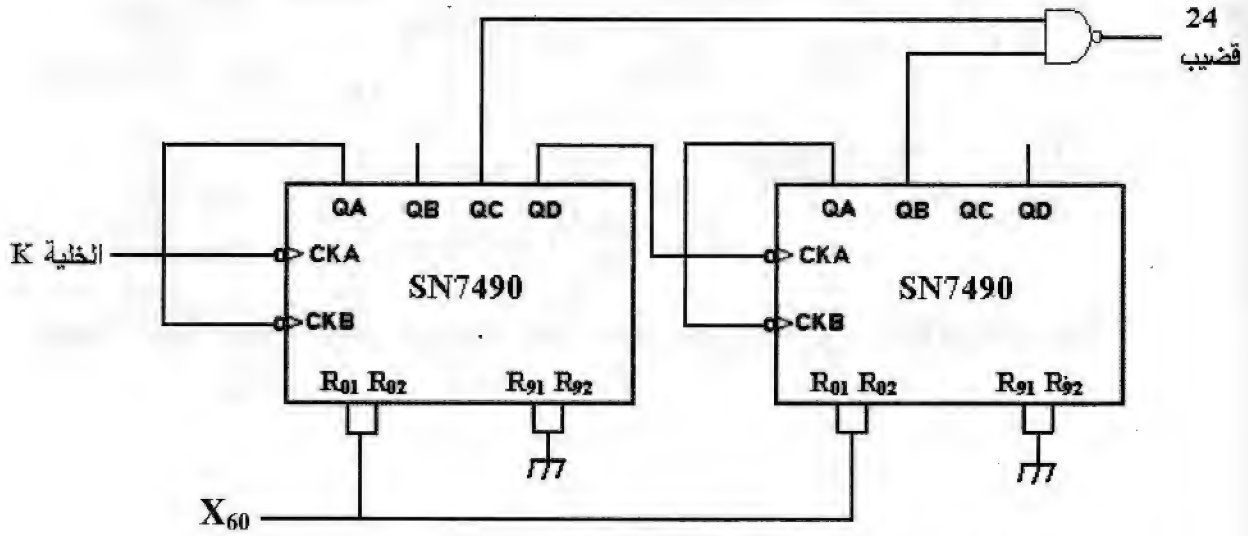 24
قضيب
QA QB QC QD
QA QB QC QD
الخلية K
CKA
CKA
SN7490
SN7490
CKB
CKB
R01 R02 R91 R92
R01 R02 R91 R92
X60